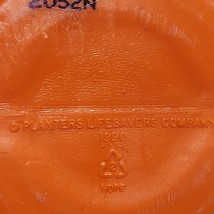 2052N
© PLANTERS LIFESAVERS COMPANY
1990
HDPE